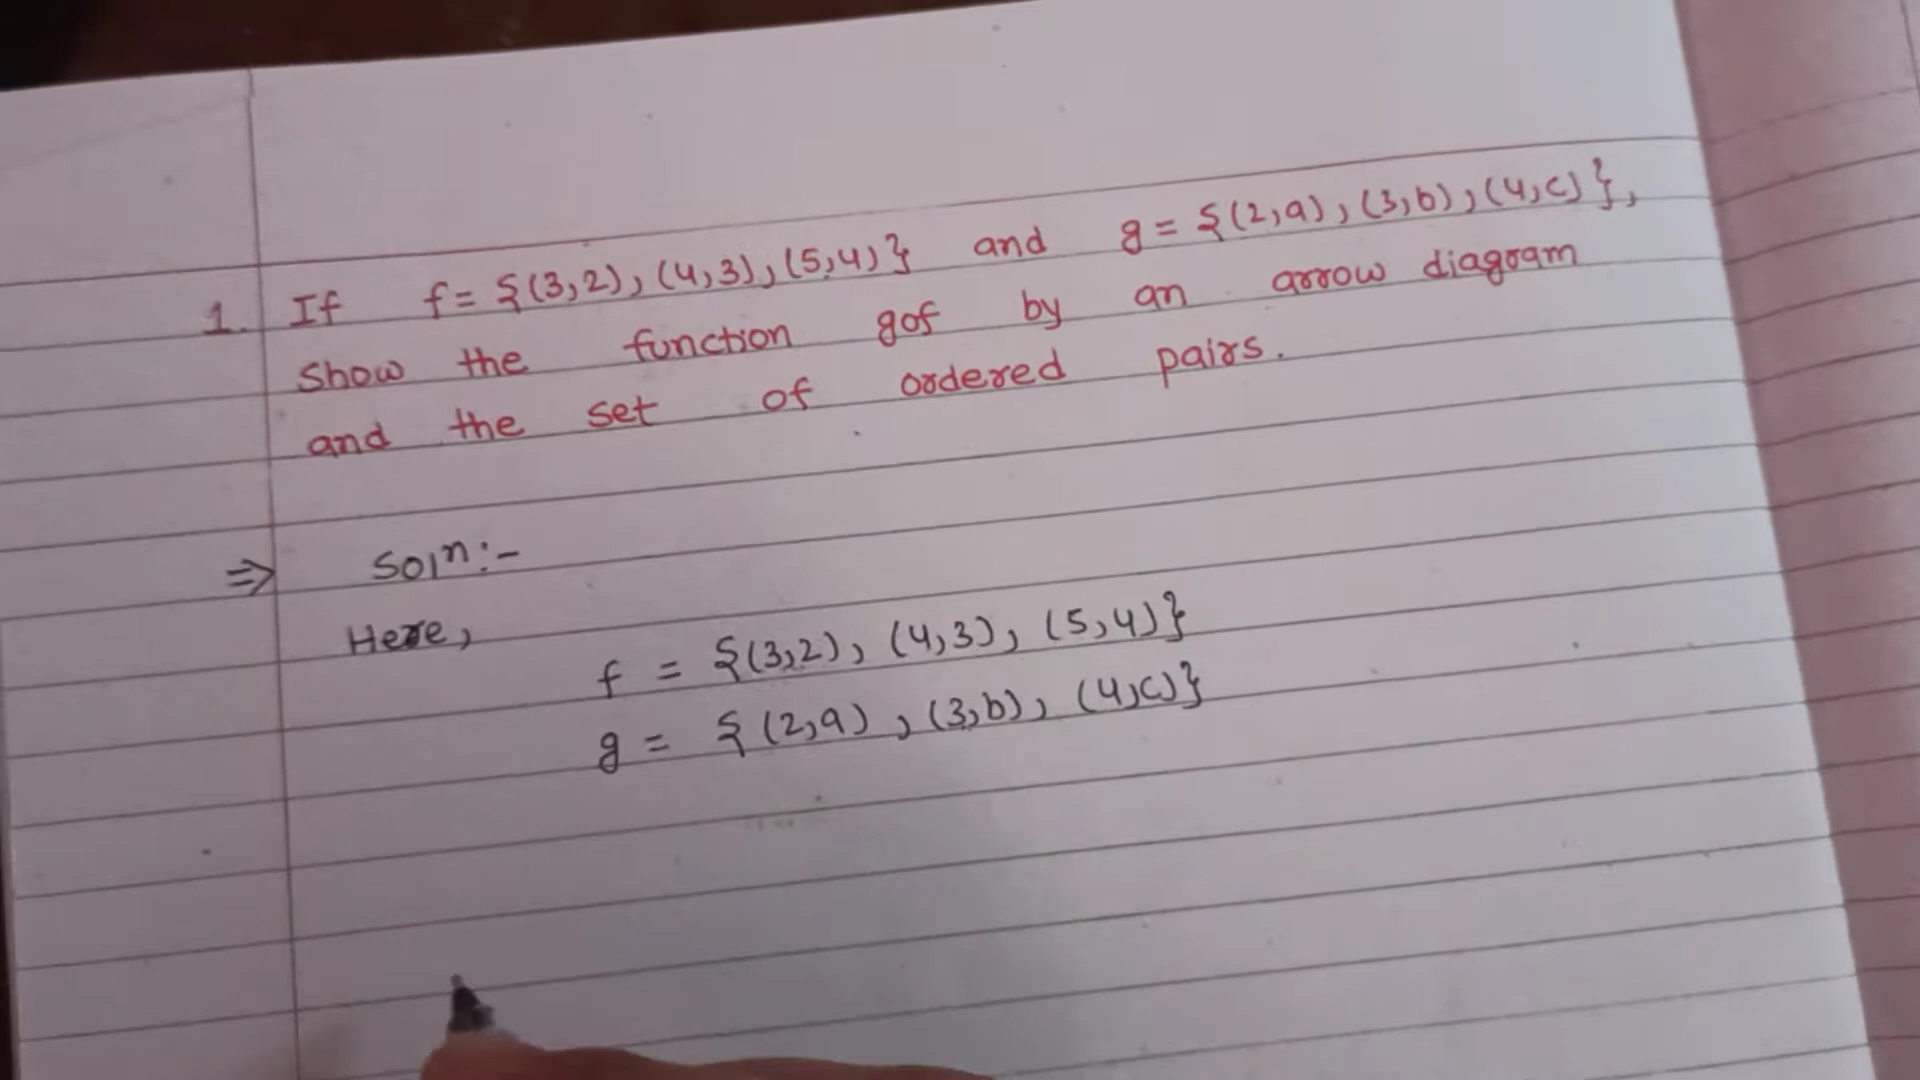 1. If f = {(3,2), (4,3), (5,4)} and g = {(2,a), (3,b), (4,c)},
Show the function gof by an arrow diagram
and the set of ordered pairs.
⇒ Solⁿ:-
Here,
f = {(3,2), (4,3), (5,4)}
g = {(2,a), (3,b), (4,c)}